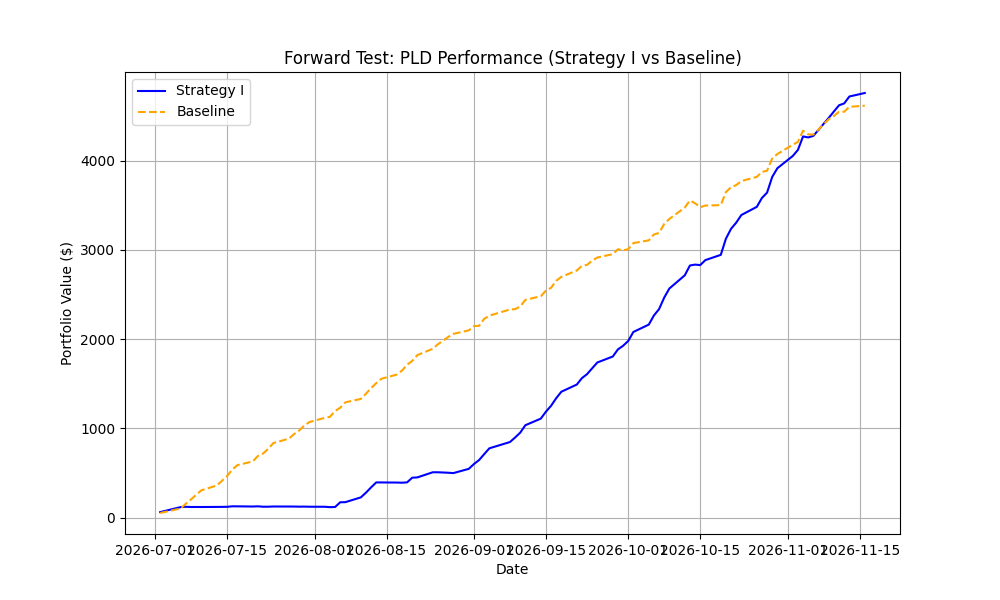 Forward Test: PLD Performance (Strategy I vs Baseline)
Strategy I
Baseline
Portfolio Value ($)
4000
3000
2000
1000
0
2026-07-01 2026-07-15 2026-08-01 2026-08-15 2026-09-01 2026-09-15 2026-10-01 2026-10-15 2026-11-01 2026-11-15
Date